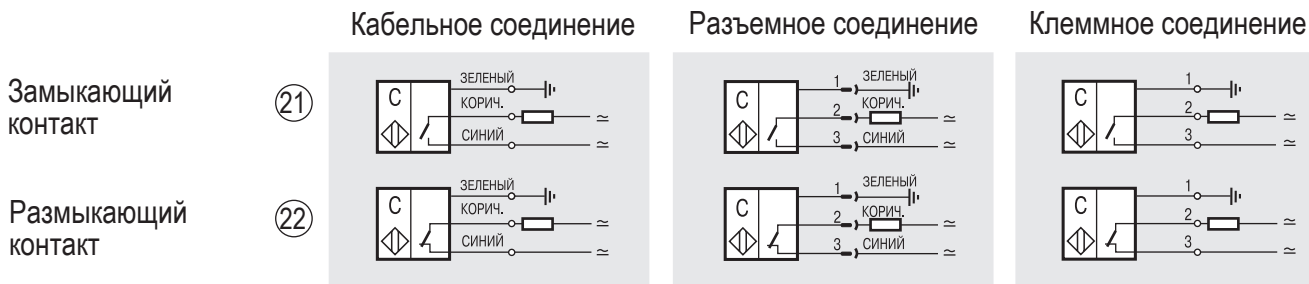 Кабельное соединение
Разъемное соединение
Клеммное соединение
Замыкающий
контакт
21
С
ЗЕЛЕНЫЙ
КОРИЧ.
СИНИЙ
≃
≃
С
1 ЗЕЛЕНЫЙ
2 КОРИЧ.
≃
3 СИНИЙ
≃
С
1
2
≃
3
≃
Размыкающий
контакт
22
С
ЗЕЛЕНЫЙ
КОРИЧ.
СИНИЙ
≃
≃
С
1 ЗЕЛЕНЫЙ
2 КОРИЧ.
≃
3 СИНИЙ
≃
С
1
2
≃
3
≃